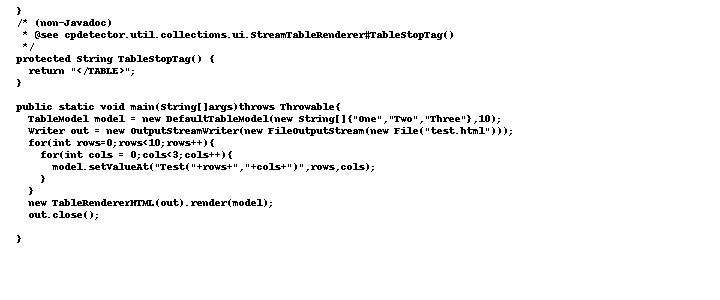 }
/* (non-Javadoc)
 * @see cpdetector.util.collections.ui.StreamTableRenderer#TableStopTag()
 */
protected String TableStopTag() {
  return "</TABLE>";
}

public static void main(String[]args)throws Throwable{
  TableModel model = new DefaultTableModel(new String[]{"One","Two","Three"},10);
  Writer out = new OutputStreamWriter(new FileOutputStream(new File("test.html")));
  for(int rows=0;rows<10;rows++){
    for(int cols = 0;cols<3;cols++){
      model.setValueAt("Test("+rows+","+cols+")",rows,cols);
    }
  }
  new TableRendererHTML(out).render(model);
  out.close();

}